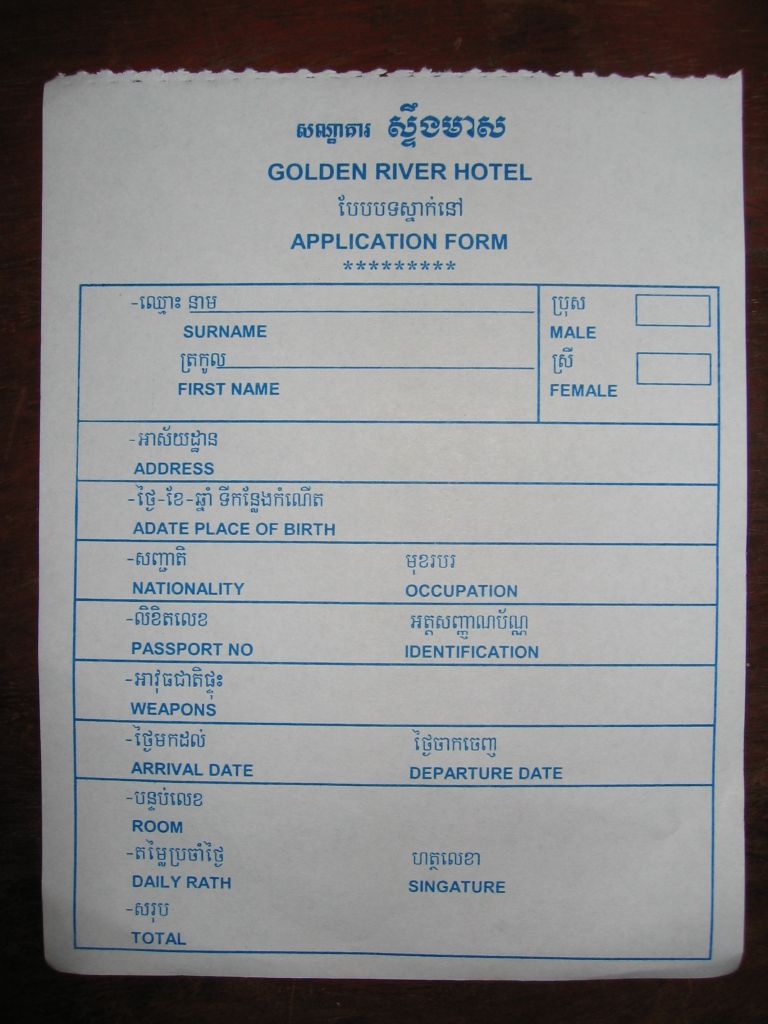 សណ្ឋាគារ ស្ទឹងមាស
GOLDEN RIVER HOTEL
បែបបទស្នាក់នៅ
APPLICATION FORM
*********
-ឈ្មោះ នាម
ប្រុស
SURNAME
MALE
ត្រកូល
ស្រី
FIRST NAME
FEMALE
-អាស័យដ្ឋាន
ADDRESS
-ថ្ងៃ-ខែ-ឆ្នាំ ទីកន្លែងកំណើត
ADATE PLACE OF BIRTH
-សញ្ជាតិ
មុខរបរ
NATIONALITY
OCCUPATION
-លិខិតលេខ
អត្តសញ្ញាណប័ណ្ណ
PASSPORT NO
IDENTIFICATION
-អាវុធជាតិផ្ទុះ
WEAPONS
-ថ្ងៃមកដល់
ថ្ងៃចាកចេញ
ARRIVAL DATE
DEPARTURE DATE
-បន្ទប់លេខ
ROOM
-តម្លៃប្រចាំថ្ងៃ
ហត្ថលេខា
DAILY RATH
SINGATURE
-សរុប
TOTAL